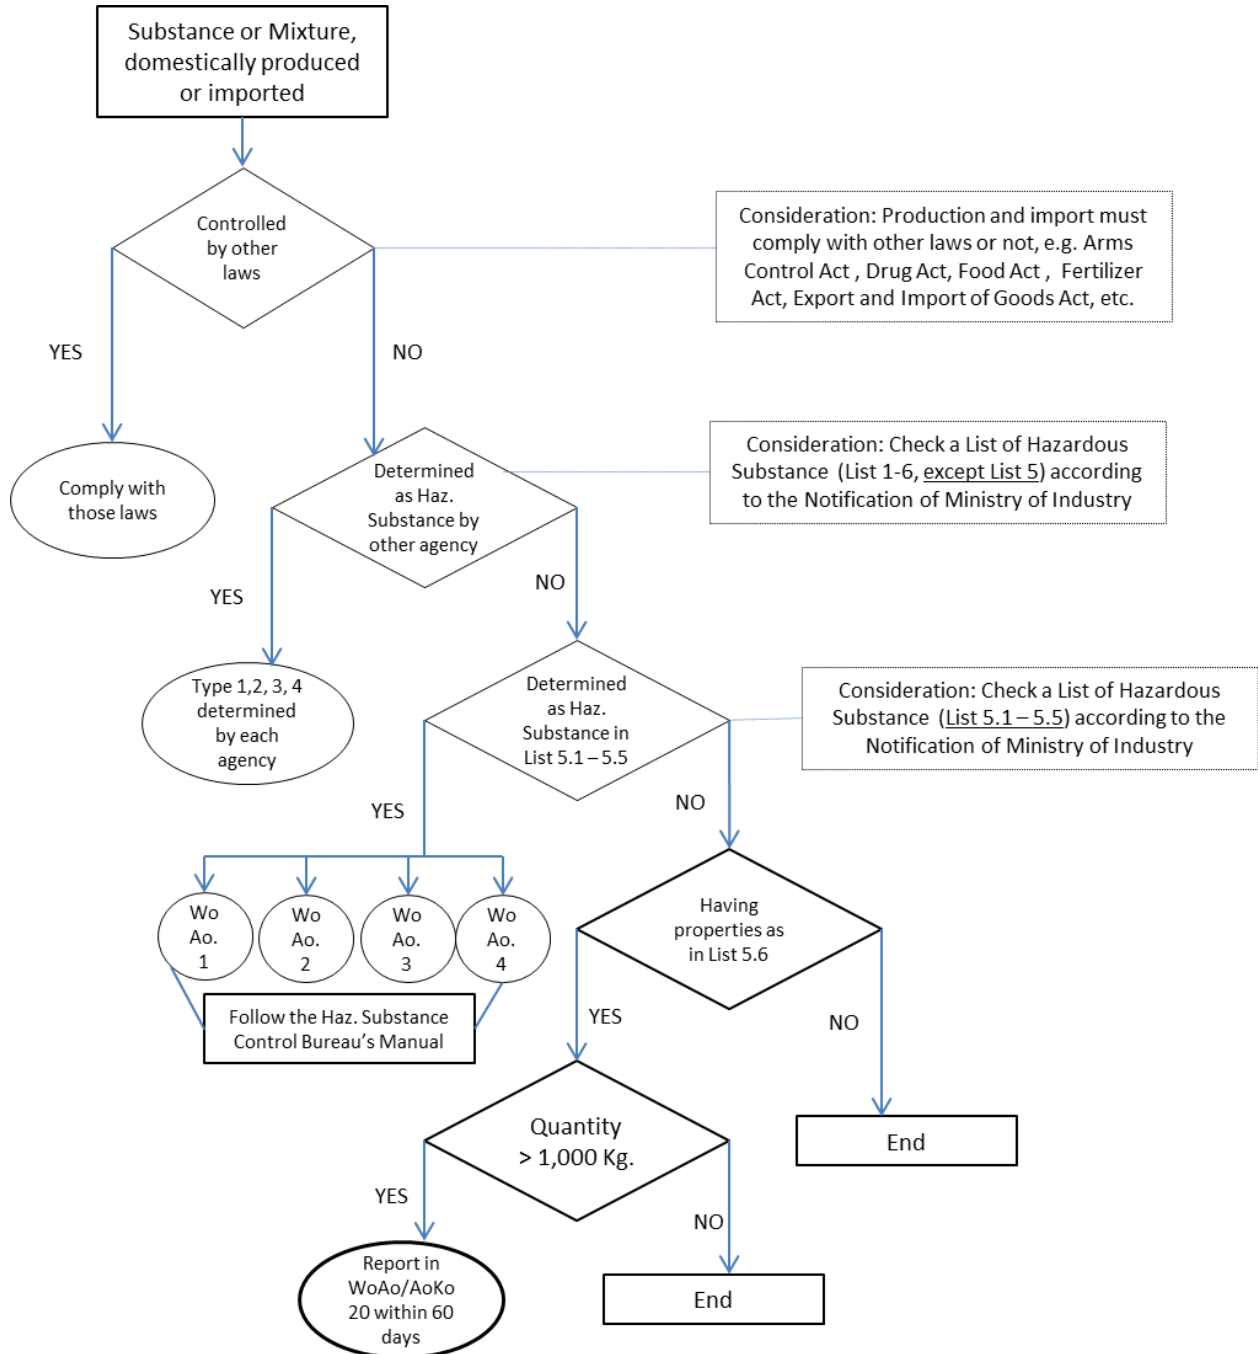 Substance or Mixture,
domestically produced
or imported
Controlled
by other
laws
Consideration: Production and import must
comply with other laws or not, e.g. Arms
Control Act , Drug Act, Food Act , Fertilizer
Act, Export and Import of Goods Act, etc.
YES
NO
Comply with
those laws
Determined
as Haz.
Substance by
other agency
Consideration: Check a List of Hazardous
Substance (List 1-6, except List 5) according
to the Notification of Ministry of Industry
YES
NO
Type 1,2, 3, 4
determined
by each
agency
Determined
as Haz.
Substance in
List 5.1 – 5.5
Consideration: Check a List of Hazardous
Substance (List 5.1 – 5.5) according to the
Notification of Ministry of Industry
YES
NO
Wo
Ao.
1
Wo
Ao.
2
Wo
Ao.
3
Wo
Ao.
4
Follow the Haz. Substance
Control Bureau's Manual
Having
properties as
in List 5.6
YES
NO
Quantity
> 1,000 Kg.
End
YES
NO
Report in
WoAo/AoKo
20 within 60
days
End